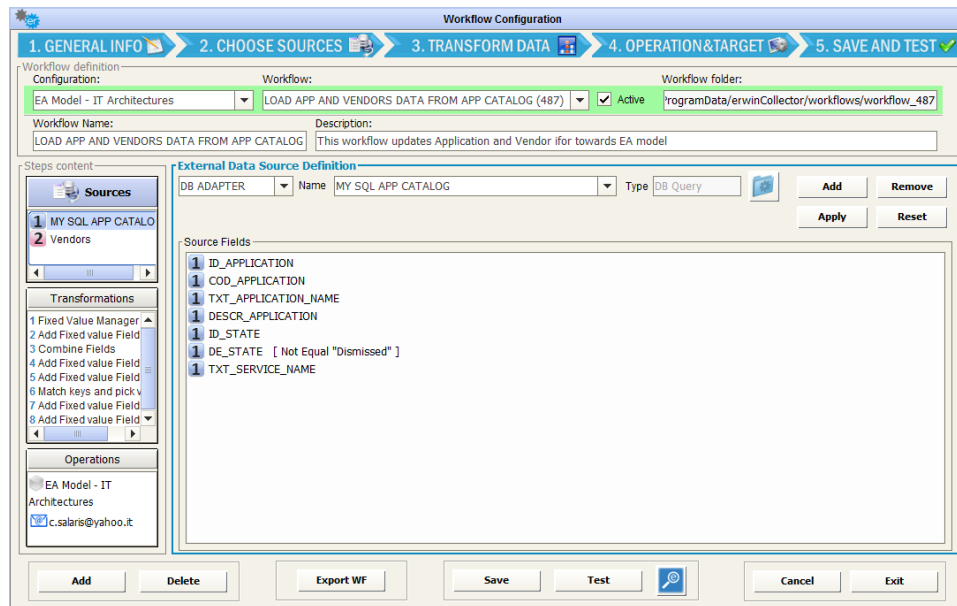 er
Workflow Configuration
1. GENERAL INFO 2. CHOOSE SOURCES 3. TRANSFORM DATA 4. OPERATION&TARGET 5. SAVE AND TEST
Workflow definition
Configuration: Workflow: Workflow folder:
EA Model - IT Architectures LOAD APP AND VENDORS DATA FROM APP CATALOG (487) Active ProgramData/erwinCollector/workflows/workflow_487
Workflow Name: Description:
LOAD APP AND VENDORS DATA FROM APP CATALOG This workflow updates Application and Vendor ifor towards EA model
Steps content External Data Source Definition
Sources DB ADAPTER Name MY SQL APP CATALOG Type DB Query Add Remove
Apply Reset
1 MY SQL APP CATALO
2 Vendors
Source Fields
1 ID_APPLICATION
1 COD_APPLICATION
1 TXT_APPLICATION_NAME
1 DESCR_APPLICATION
1 ID_STATE
1 DE_STATE [ Not Equal "Dismissed" ]
1 TXT_SERVICE_NAME
Transformations
1 Fixed Value Manager
2 Add Fixed value Field
3 Combine Fields
4 Add Fixed value Field
5 Add Fixed value Field
6 Match keys and pick v
7 Add Fixed value Field
8 Add Fixed value Field
Operations
EA Model - IT
Architectures
c.salaris@yahoo.it
Add Delete Export WF Save Test Cancel Exit